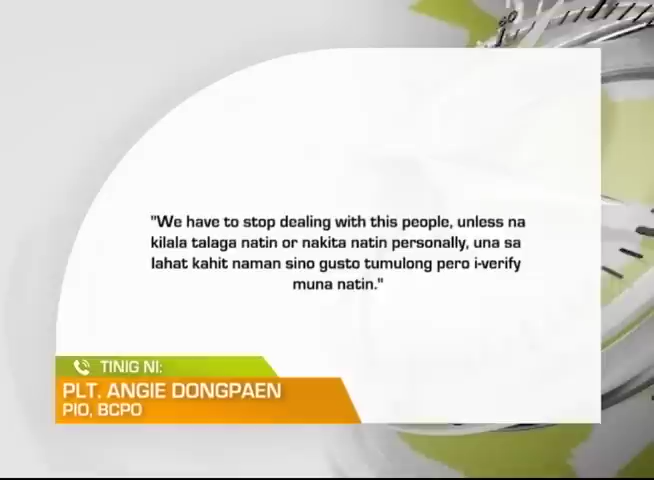 "We have to stop dealing with this people, unless na
kilala talaga natin or nakita natin personally, una sa
lahat kahit naman sino gusto tumulong pero i-verify
muna natin."
TINIG NI:
PLT. ANGIE DONGPAEN
PIO, BCPO